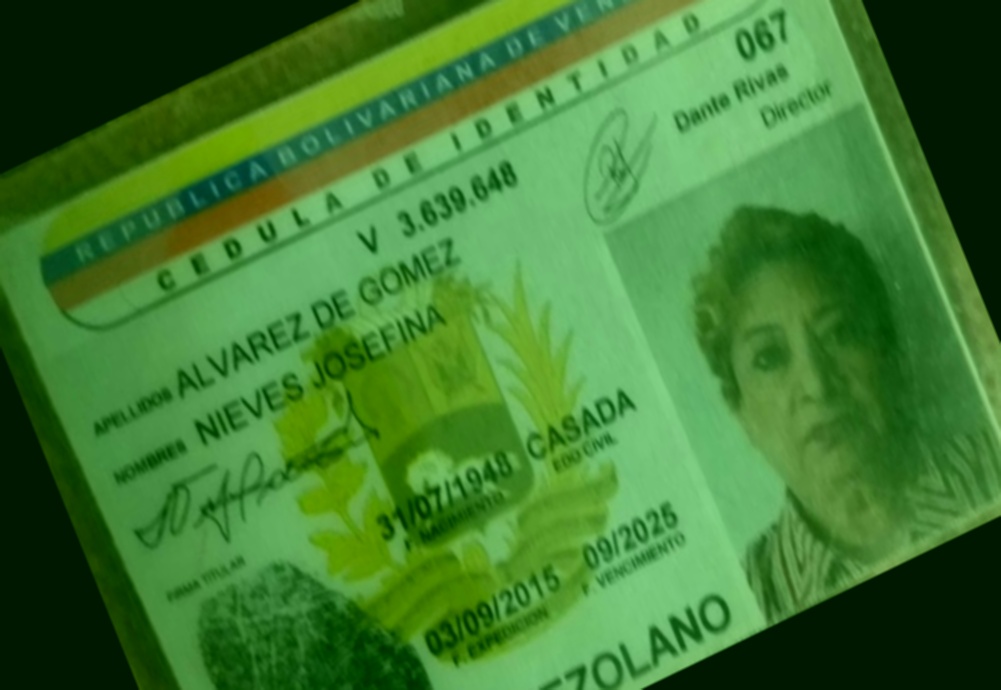 REPUBLICA BOLIVARIANA DE VEN
CEDULA DE IDENTIDAD
067
V 3.639.648
Dante Rivas
Director
APELLIDOS ALVAREZ DE GOMEZ
NOMBRES NIEVES JOSEFINA
31/07/1948 CASADA
F. NACIMIENTO EDO CIVIL
FIRMA TITULAR
03/09/2015 09/2025
F. EXPEDICION F. VENCIMIENTO
EZOLANO